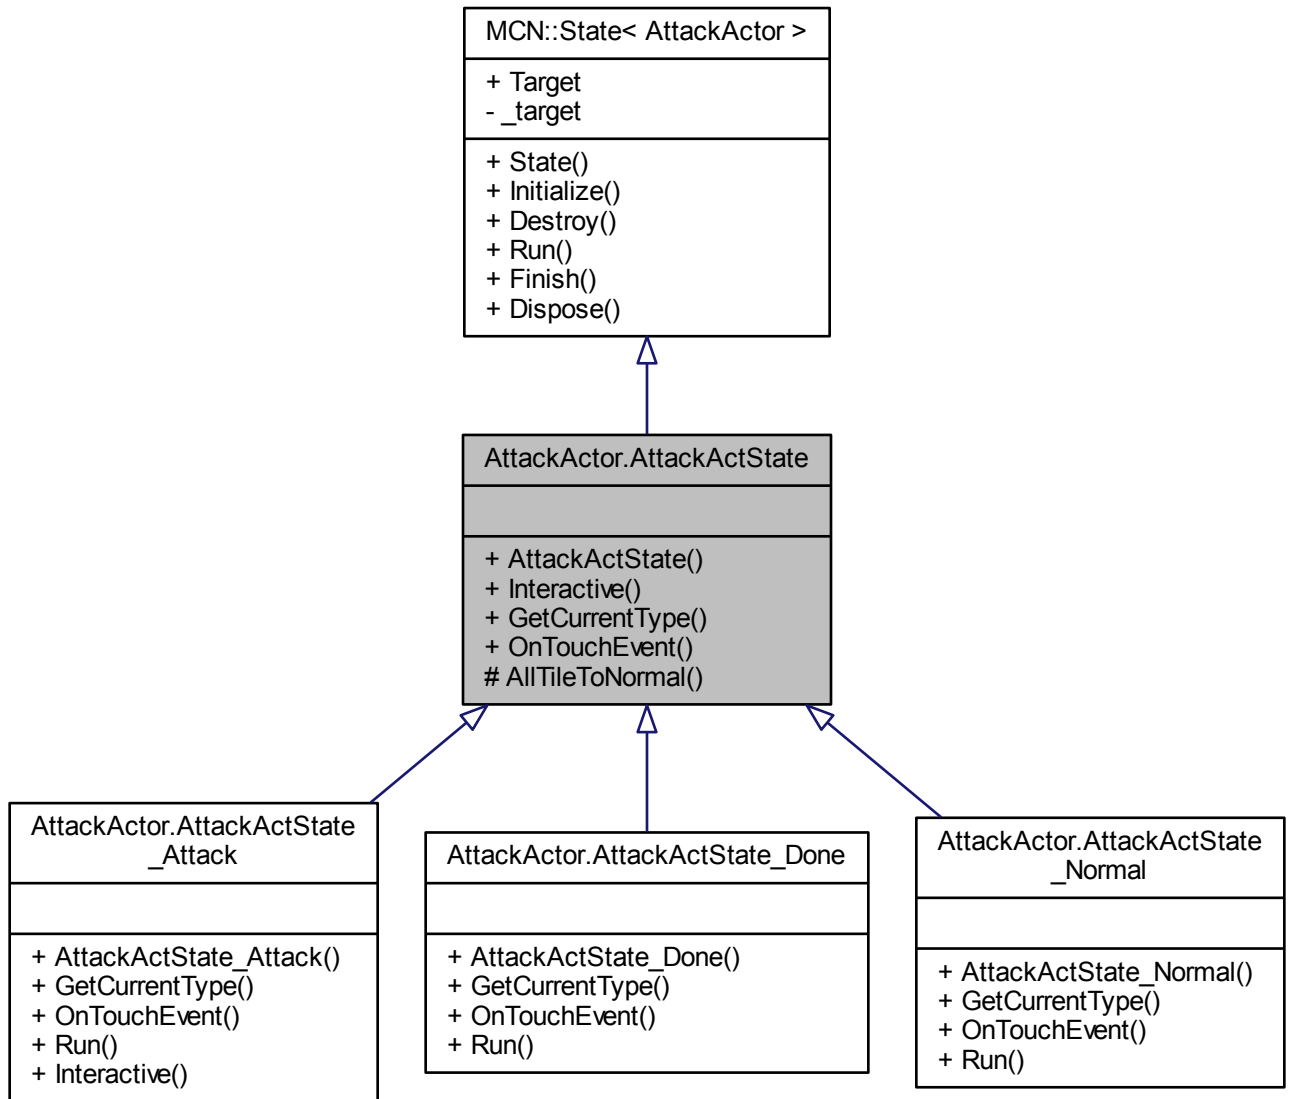 MCN::State< AttackActor >
+ Target
- _target
+ State()
+ Initialize()
+ Destroy()
+ Run()
+ Finish()
+ Dispose()
AttackActor.AttackActState
+ AttackActState()
+ Interactive()
+ GetCurrentType()
+ OnTouchEvent()
# AllTileToNormal()
AttackActor.AttackActState
_Attack
+ AttackActState_Attack()
+ GetCurrentType()
+ OnTouchEvent()
+ Run()
+ Interactive()
AttackActor.AttackActState_Done
+ AttackActState_Done()
+ GetCurrentType()
+ OnTouchEvent()
+ Run()
AttackActor.AttackActState
_Normal
+ AttackActState_Normal()
+ GetCurrentType()
+ OnTouchEvent()
+ Run()